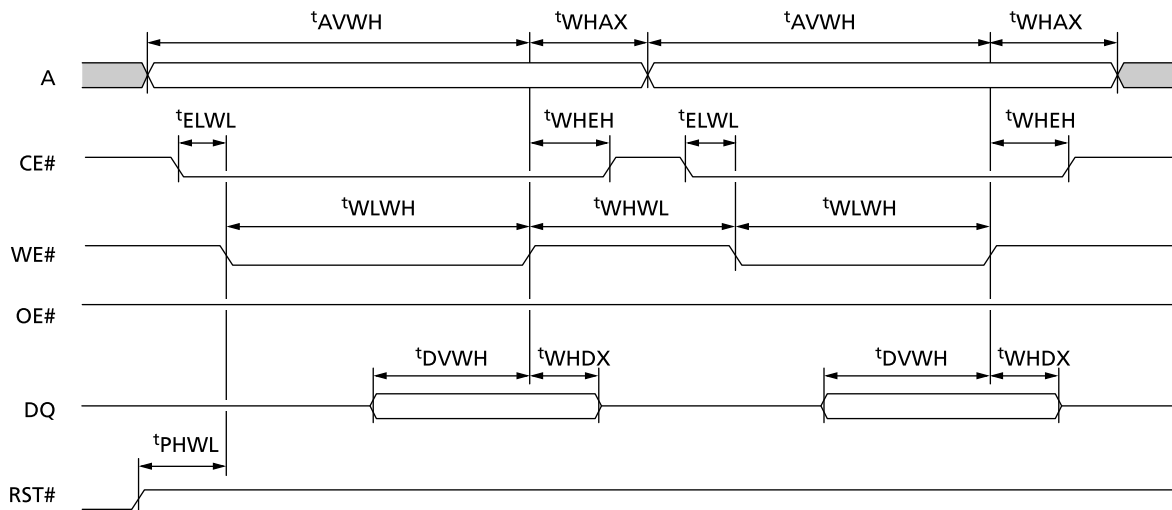 tAVWH tWHAX tAVWH tWHAX
A
tELWL tWHEH tELWL tWHEH
CE#
tWLWH tWHWL tWLWH
WE#
OE#
tDVWH tWHDX tDVWH tWHDX
DQ
tPHWL
RST#